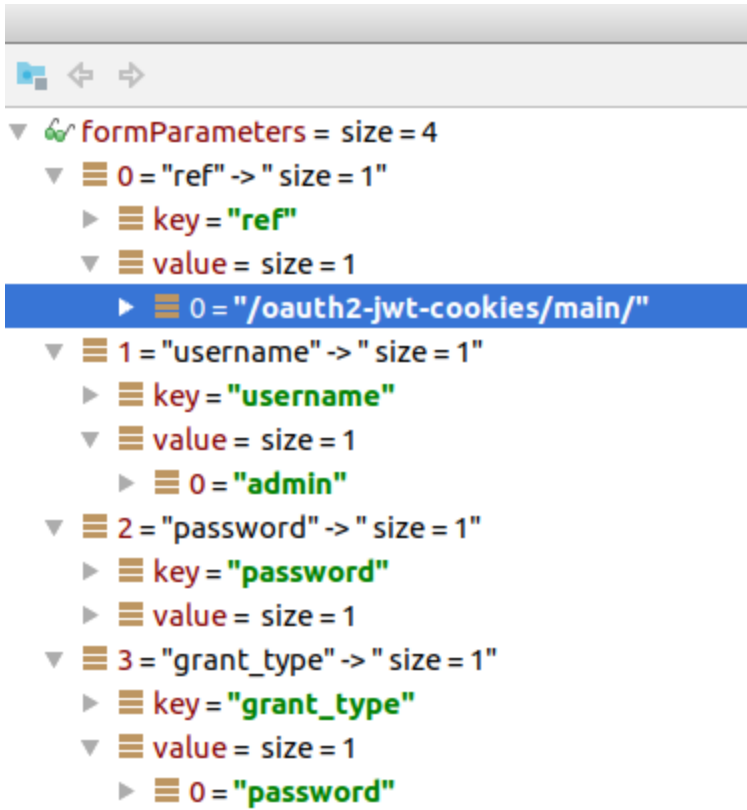 formParameters = size = 4
0 = "ref" -> " size = 1"
key = "ref"
value = size = 1
0 = "/oauth2-jwt-cookies/main/"
1 = "username" -> " size = 1"
key = "username"
value = size = 1
0 = "admin"
2 = "password" -> " size = 1"
key = "password"
value = size = 1
3 = "grant_type" -> " size = 1"
key = "grant_type"
value = size = 1
0 = "password"